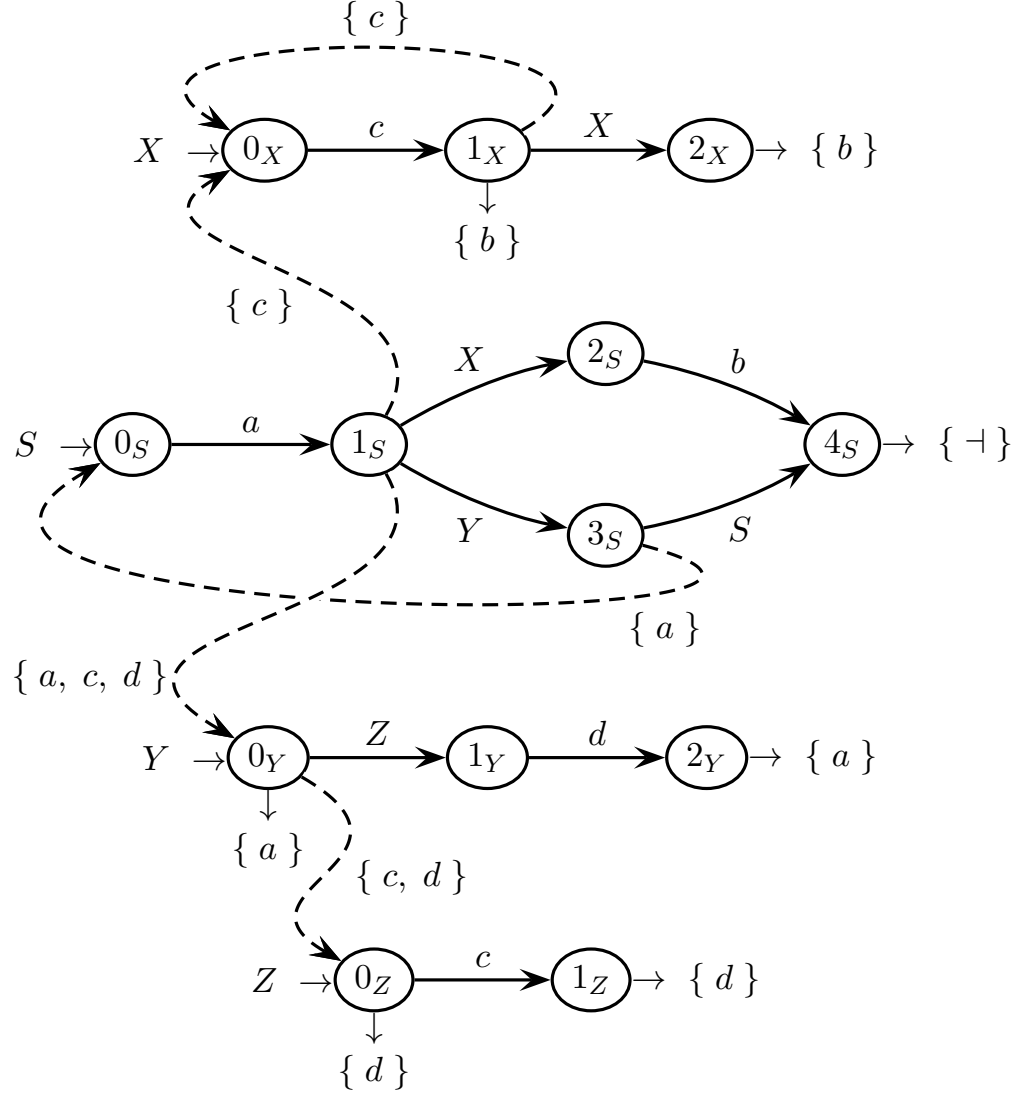 { c }
X → 0_X c 1_X X 2_X → { b }
↓
{ b }
{ c }
X 2_S b
S → 0_S a 1_S 4_S → { ⊣ }
Y 3_S S
{ a }
{ a, c, d }
Y → 0_Y Z 1_Y d 2_Y → { a }
↓
{ a }
{ c, d }
Z → 0_Z c 1_Z → { d }
↓
{ d }